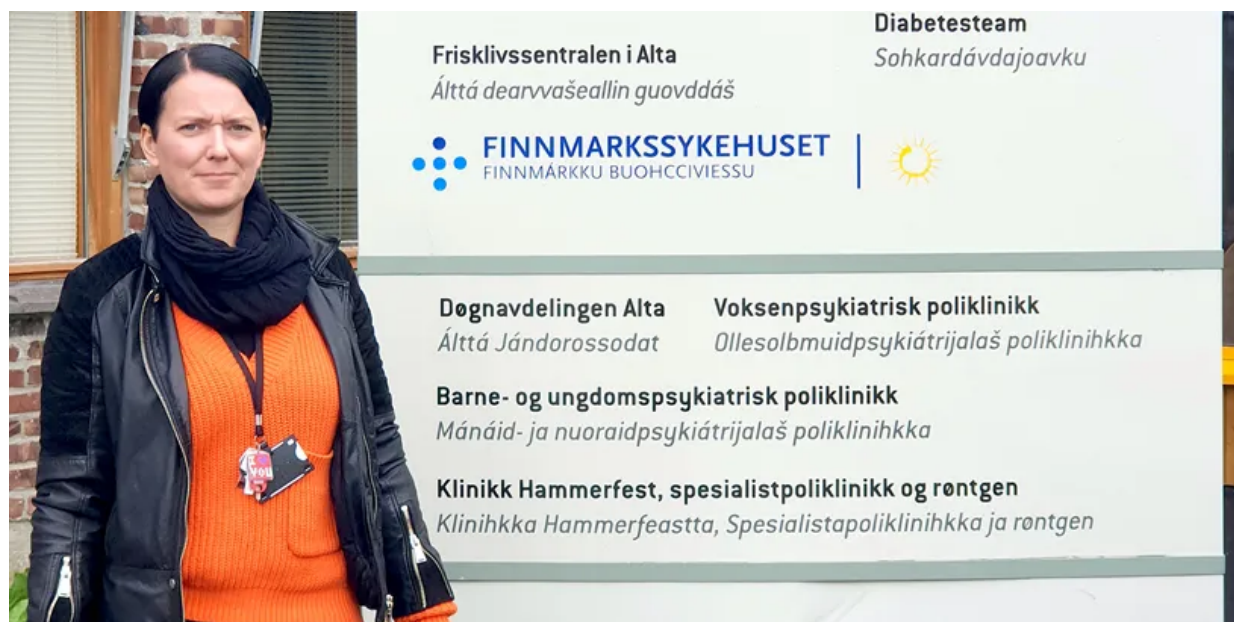 Diabetesteam
Sohkardávdajoavku
Frisklivssentralen i Alta
Álttá dearvvašeallin guovddáš
FINNMARKSSYKEHUSET
FINNMÁRKKU BUOHCCIVIESSU
Døgnavdelingen Alta
Álttá Jándorossodat
Voksenpsykiatrisk poliklinikk
Ollesolbmuidpsykiátrijalaš poliklinihkka
Barne- og ungdomspsykiatrisk poliklinikk
Mánáid- ja nuoraidpsykiátrijalaš poliklinihkka
Klinikk Hammerfest, spesialistpoliklinikk og røntgen
Klinihkka Hammerfeastta, Spesialistapoliklinihkka ja røntgen
YOU